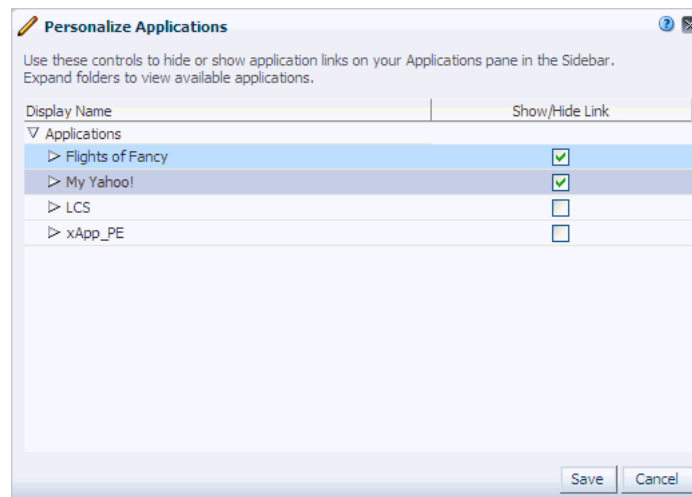 Personalize Applications
Use these controls to hide or show application links on your Applications pane in the Sidebar.
Expand folders to view available applications.
Display Name Show/Hide Link
Applications
Flights of Fancy
My Yahoo!
LCS
xApp_PE
Save Cancel